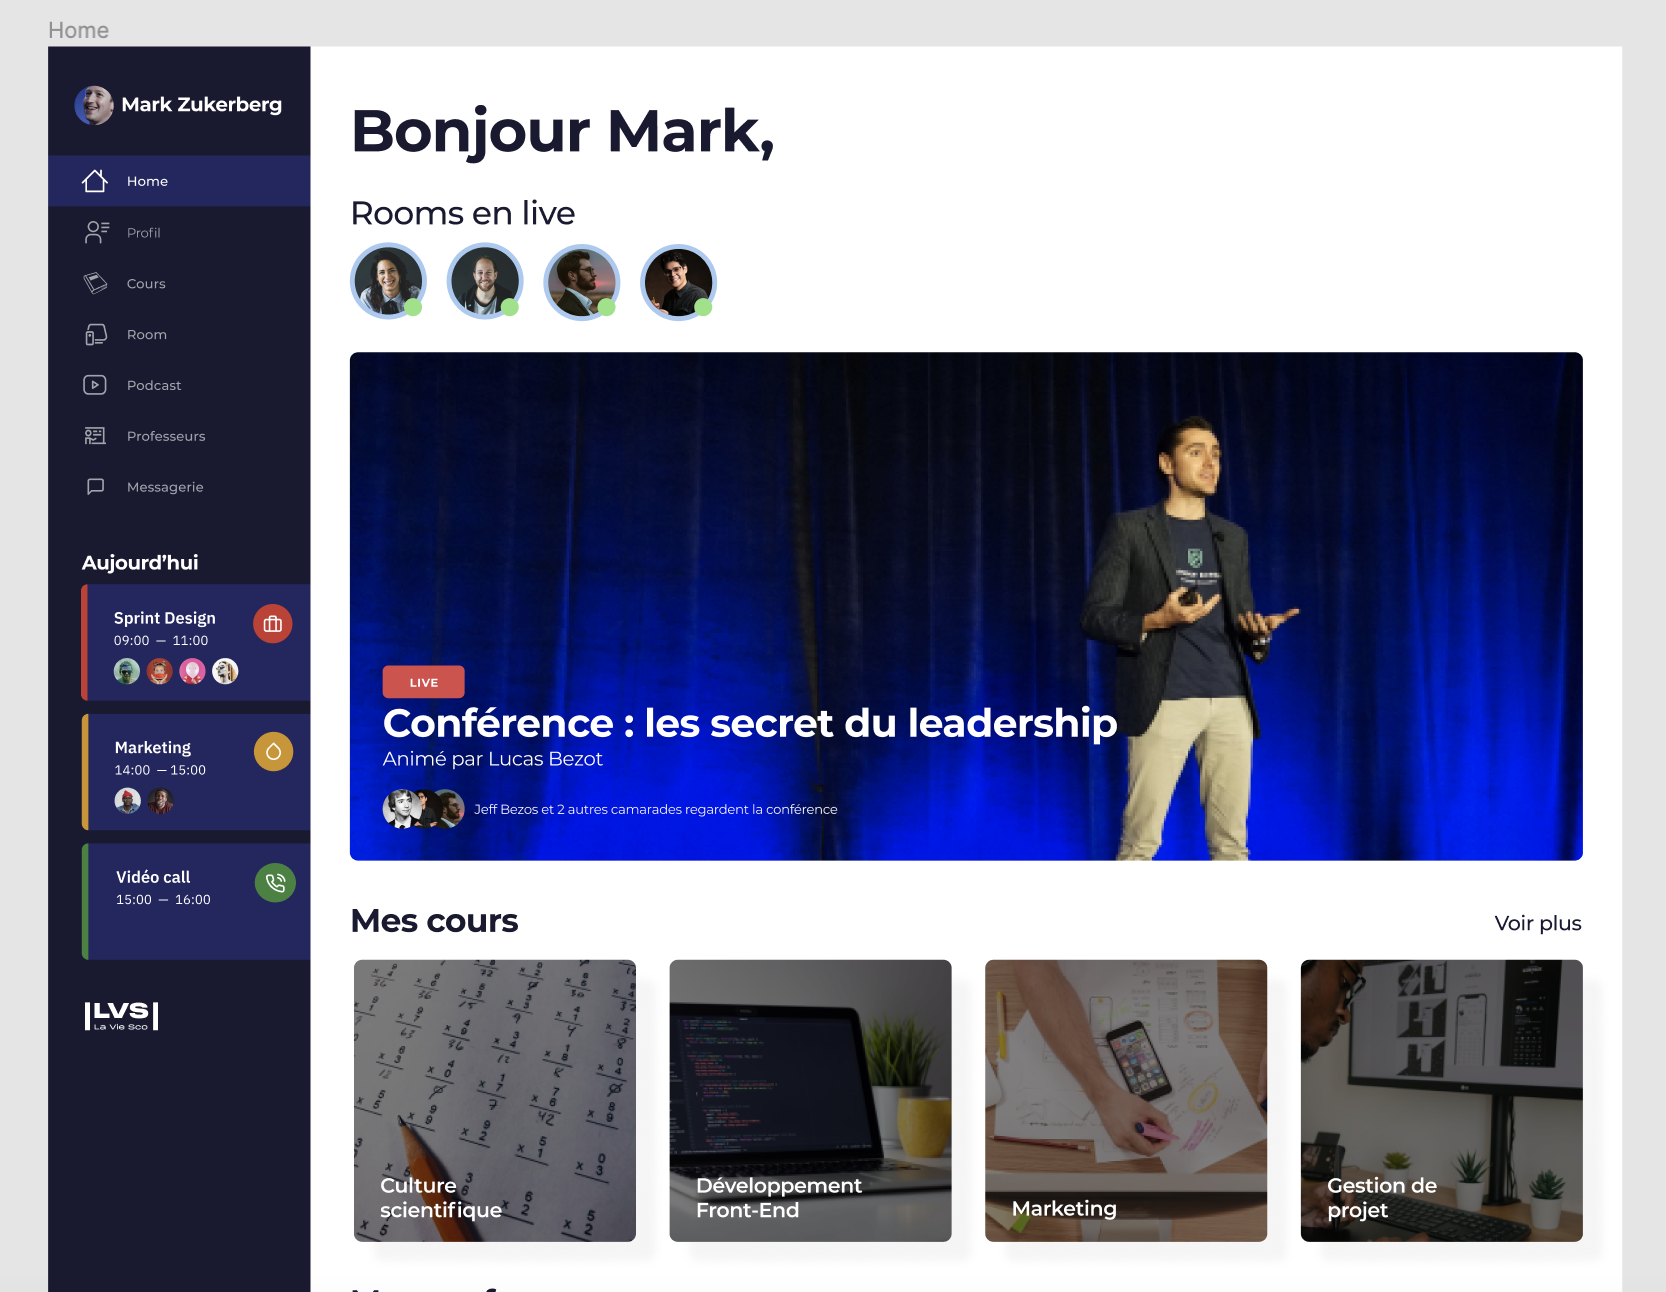 Home
Mark Zukerberg
Home
Profil
Cours
Room
Podcast
Professeurs
Messagerie
Aujourd'hui
Sprint Design
09:00 — 11:00
Marketing
14:00 — 15:00
Vidéo call
15:00 — 16:00
LVS
La Vie Sco
Bonjour Mark,
Rooms en live
LIVE
Conférence : les secret du leadership
Animé par Lucas Bezot
Jeff Bezos et 2 autres camarades regardent la conférence
Mes cours
Voir plus
Culture
scientifique
Développement
Front-End
Marketing
Gestion de
projet